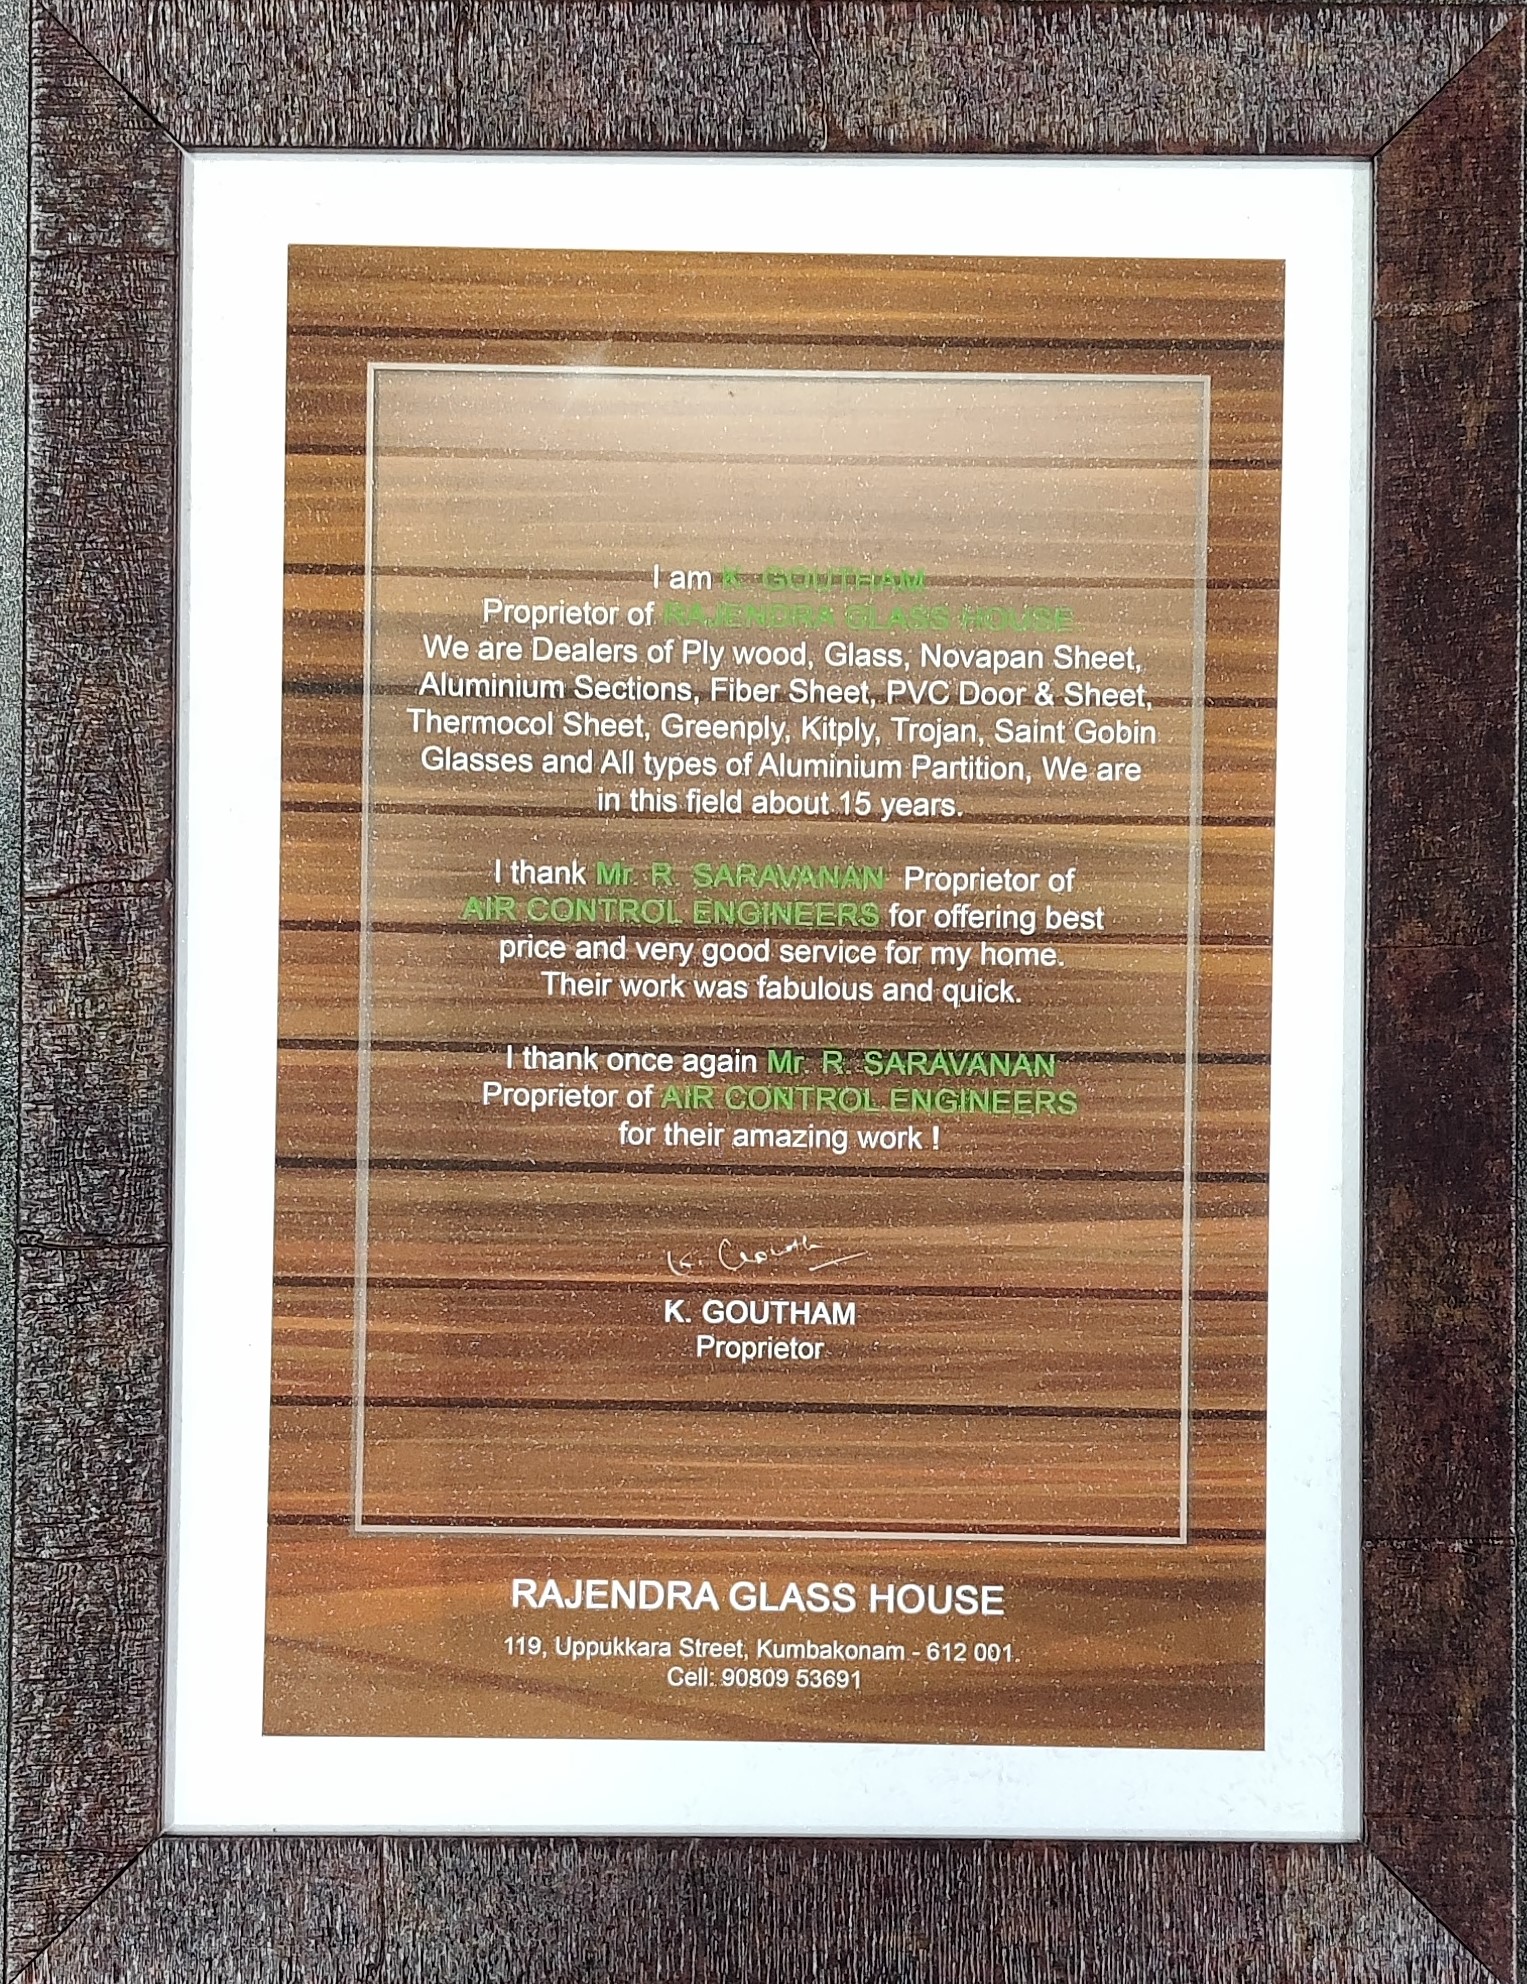 I am K. GOUTHAM
Proprietor of RAJENDRA GLASS HOUSE
We are Dealers of Ply wood, Glass, Novapan Sheet,
Aluminium Sections, Fiber Sheet, PVC Door & Sheet,
Thermocol Sheet, Greenply, Kitply, Trojan, Saint Gobin
Glasses and All types of Aluminium Partition, We are
in this field about 15 years.
I thank Mr. R. SARAVANAN Proprietor of
AIR CONTROL ENGINEERS for offering best
price and very good service for my home.
Their work was fabulous and quick.
I thank once again Mr. R. SARAVANAN
Proprietor of AIR CONTROL ENGINEERS
for their amazing work !
K. Goutham
K. GOUTHAM
Proprietor
RAJENDRA GLASS HOUSE
119, Uppukkara Street, Kumbakonam - 612 001.
Cell: 90809 53691